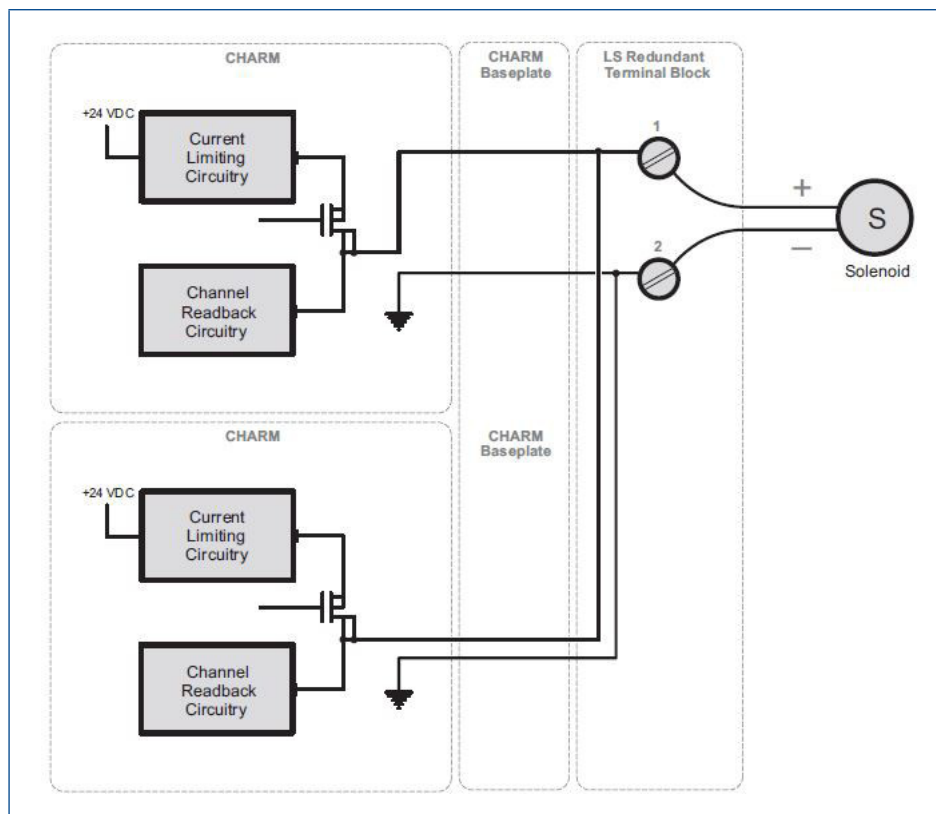 CHARM
CHARM
Baseplate
LS Redundant
Terminal Block
+24 VDC
Current
Limiting
Circuitry
1
+
S
2
–
Solenoid
Channel
Readback
Circuitry
CHARM
CHARM
Baseplate
+24 VDC
Current
Limiting
Circuitry
Channel
Readback
Circuitry